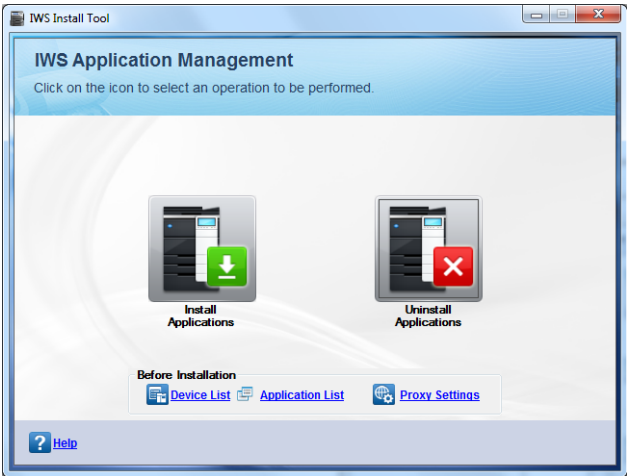 IWS Install Tool
IWS Application Management
Click on the icon to select an operation to be performed.
Install
Applications
Uninstall
Applications
Before Installation
Device List Application List Proxy Settings
? Help